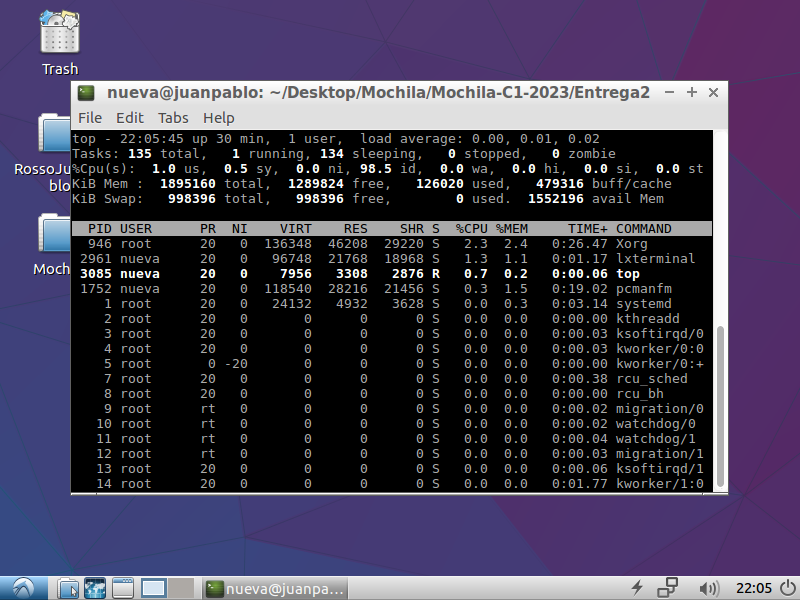 Trash
RossoJu
blo
Moch
nueva@juanpablo: ~/Desktop/Mochila/Mochila-C1-2023/Entrega2
File Edit Tabs Help
top - 22:05:45 up 30 min,  1 user,  load average: 0.00, 0.01, 0.02
Tasks: 135 total,   1 running, 134 sleeping,   0 stopped,   0 zombie
%Cpu(s):  1.0 us,  0.5 sy,  0.0 ni, 98.5 id,  0.0 wa,  0.0 hi,  0.0 si,  0.0 st
KiB Mem :  1895160 total,  1289824 free,   126020 used,   479316 buff/cache
KiB Swap:   998396 total,   998396 free,        0 used.  1552196 avail Mem
PID USER      PR  NI    VIRT    RES    SHR S  %CPU %MEM     TIME+ COMMAND
946 root      20   0  136348  46208  29220 S   2.3  2.4   0:26.47 Xorg
2961 nueva     20   0   96748  21768  18968 S   1.3  1.1   0:01.17 lxterminal
3085 nueva     20   0    7956   3308   2876 R   0.7  0.2   0:00.06 top
1752 nueva     20   0  118540  28216  21456 S   0.3  1.5   0:19.02 pcmanfm
1 root      20   0   24132   4932   3628 S   0.0  0.3   0:03.14 systemd
2 root      20   0       0      0      0 S   0.0  0.0   0:00.00 kthreadd
3 root      20   0       0      0      0 S   0.0  0.0   0:00.03 ksoftirqd/0
4 root      20   0       0      0      0 S   0.0  0.0   0:00.03 kworker/0:0
5 root       0 -20       0      0      0 S   0.0  0.0   0:00.00 kworker/0:+
7 root      20   0       0      0      0 S   0.0  0.0   0:00.38 rcu_sched
8 root      20   0       0      0      0 S   0.0  0.0   0:00.00 rcu_bh
9 root      rt   0       0      0      0 S   0.0  0.0   0:00.02 migration/0
10 root      rt   0       0      0      0 S   0.0  0.0   0:00.02 watchdog/0
11 root      rt   0       0      0      0 S   0.0  0.0   0:00.04 watchdog/1
12 root      rt   0       0      0      0 S   0.0  0.0   0:00.03 migration/1
13 root      20   0       0      0      0 S   0.0  0.0   0:00.06 ksoftirqd/1
14 root      20   0       0      0      0 S   0.0  0.0   0:01.77 kworker/1:0
nueva@juanpa...
22:05